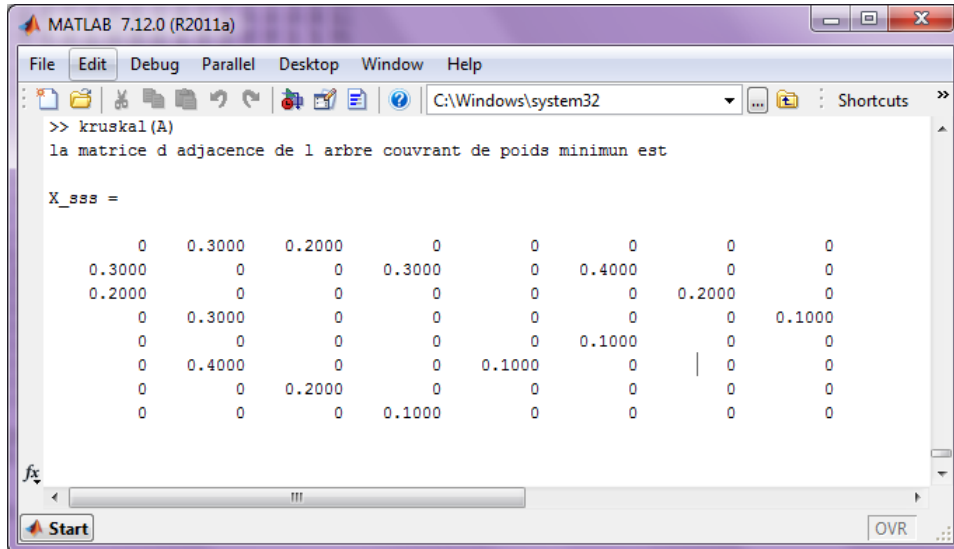 MATLAB 7.12.0 (R2011a)
File Edit Debug Parallel Desktop Window Help
C:\Windows\system32 ... Shortcuts »
>> kruskal(A)
la matrice d adjacence de l arbre couvrant de poids minimun est
X_sss =
0 0.3000 0.2000 0 0 0 0 0
0.3000 0 0 0.3000 0 0.4000 0 0
0.2000 0 0 0 0 0 0.2000 0
0 0.3000 0 0 0 0 0 0.1000
0 0 0 0 0 0.1000 0 0
0 0.4000 0 0 0.1000 0 0 0
0 0 0.2000 0 0 0 0 0
0 0 0 0.1000 0 0 0 0
fx
Start OVR